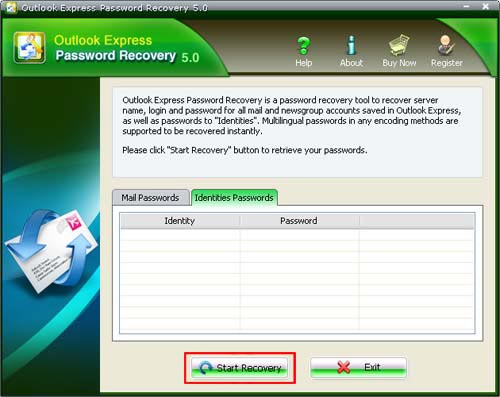 Outlook Express Password Recovery 5.0
Outlook Express
Password Recovery 5.0
Help
About
Buy Now
Register
Outlook Express Password Recovery is a password recovery tool to recover server
name, login and password for all mail and newsgroup accounts saved in Outlook Express,
as well as passwords to "Identities". Multilingual passwords in any encoding methods are
supported to be recovered instantly.
Please click "Start Recovery" button to retrieve your passwords.
Mail Passwords
Identities Passwords
Identity
Password
Start Recovery
Exit